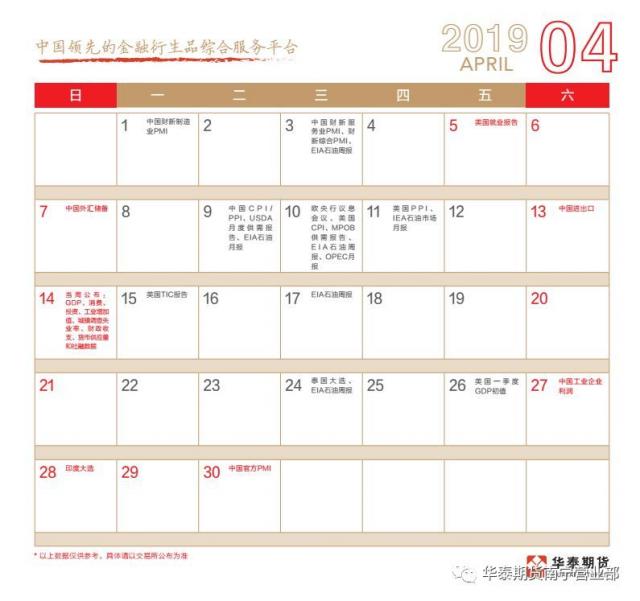 中国领先的金融衍生品综合服务平台
2019
APRIL
04
日 一 二 三 四 五 六
1 中国财新制造
业PMI
2
3 中国财新服
务业PMI、财
新综合PMI、
EIA石油周报
4
5 美国就业报告
6
7 中国外汇储备
8
9 中国CPI/
PPI、USDA
月度供需报
告、EIA石油
月报
10 欧央行议息
会议、美国
CPI、MPOB
供需报告、
EIA石油周
报、OPEC月
报
11 美国PPI、
IEA石油市场
月报
12
13 中国进出口
14 当周公布:
GDP、消费、
投资、工业增加
值、城镇调查失
业率、财政收
支、货币供应量
和社融数据
15 美国TIC报告
16
17 EIA石油周报
18
19
20
21
22
23
24 泰国大选、
EIA石油周报
25
26 美国一季度
GDP初值
27 中国工业企业
利润
28 印度大选
29
30 中国官方PMI
*以上数据仅供参考，具体请以交易所公布为准
华泰期货
华泰期货南宁营业部